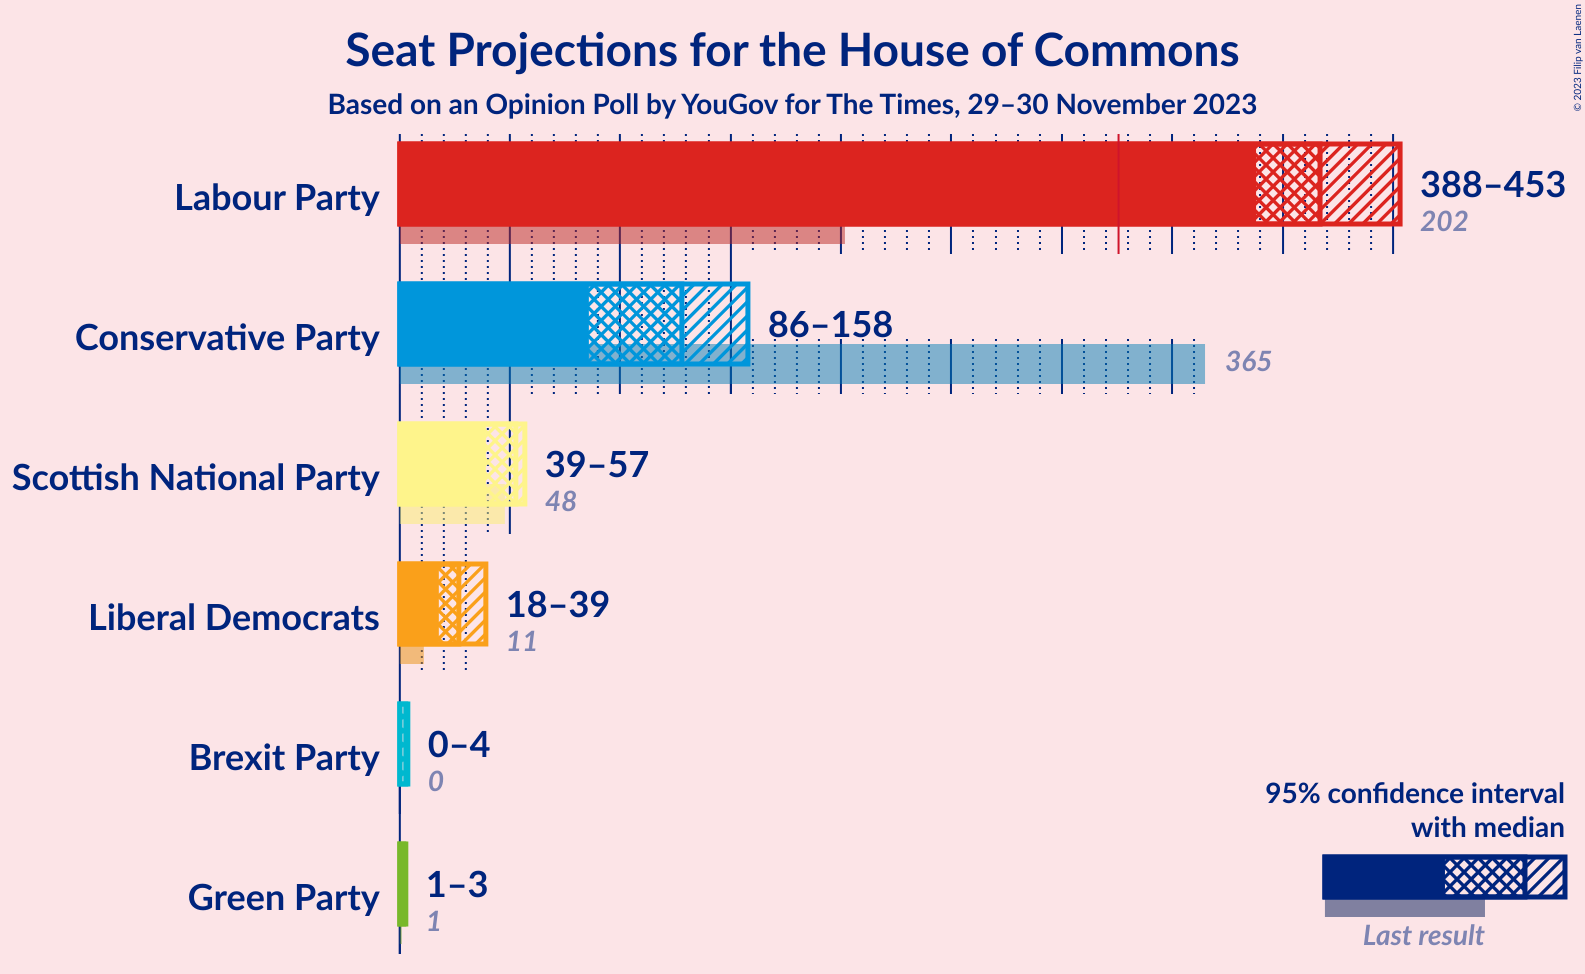 Seat Projections for the House of Commons
Based on an Opinion Poll by YouGov for The Times, 29–30 November 2023
© 2023 Filip van Laenen
Labour Party
388–453
202
Conservative Party
86–158
365
Scottish National Party
39–57
48
Liberal Democrats
18–39
11
Brexit Party
0–4
0
Green Party
1–3
1
95% confidence interval
with median
Last result